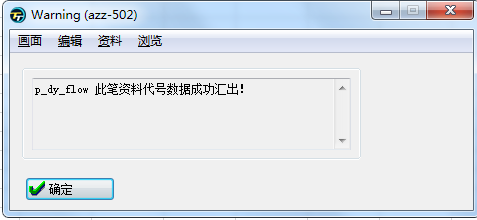 Warning (azz-502)
画面 编辑 资料 浏览
p_dy_flow 此笔资料代号数据成功汇出!
确定